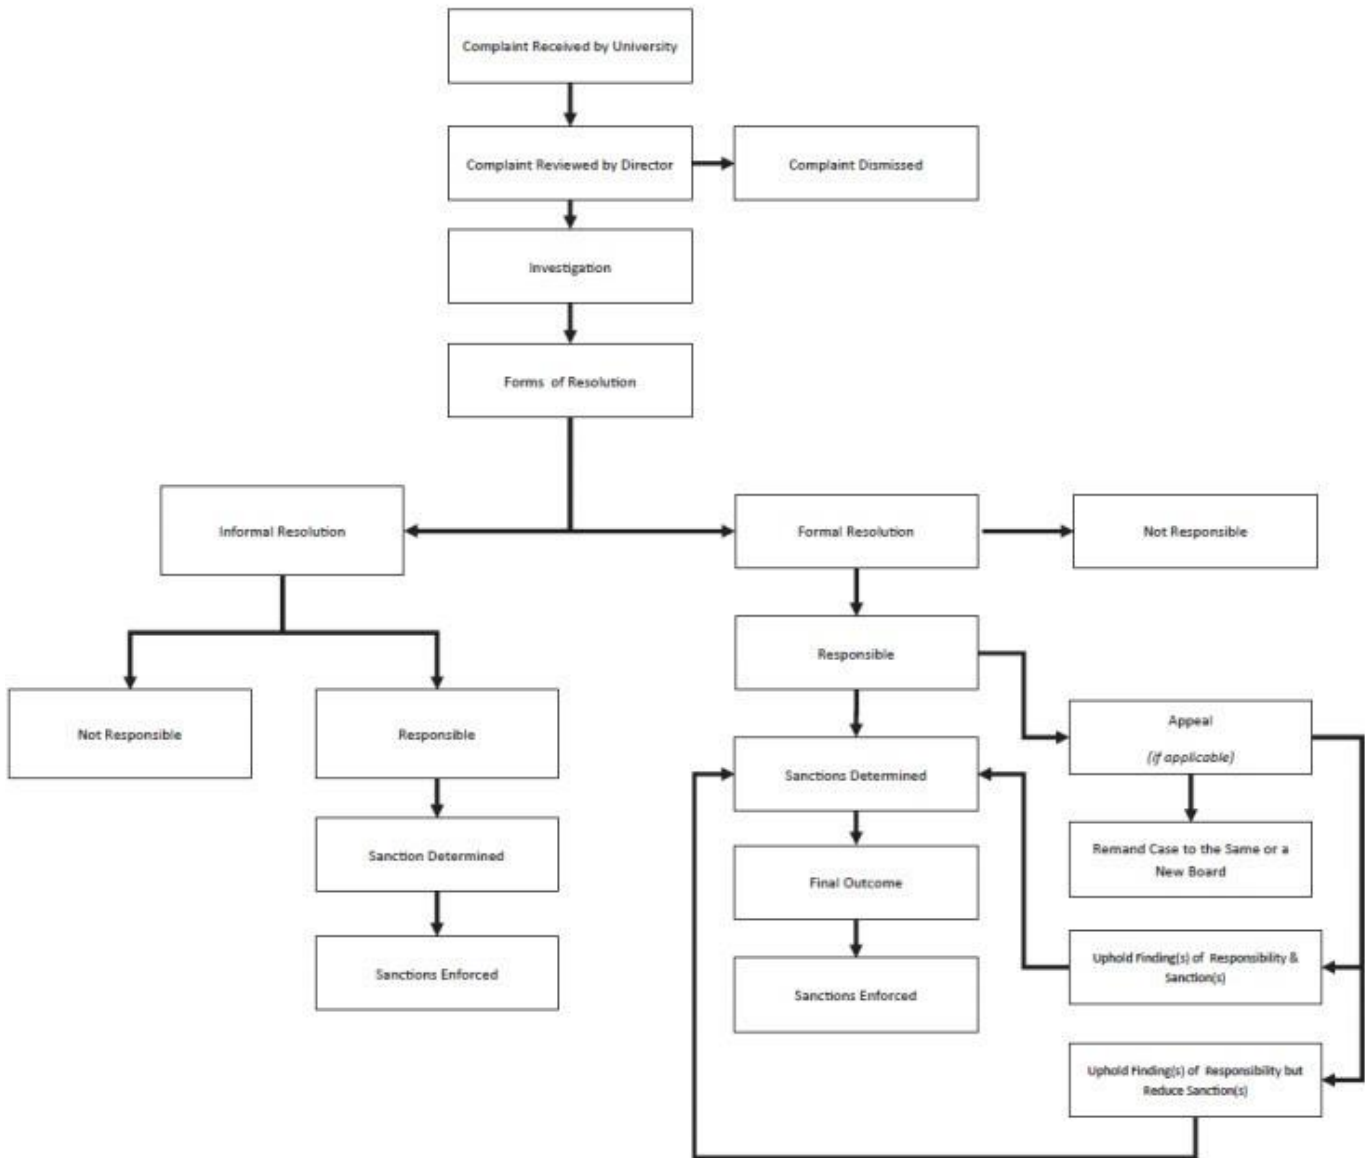 Complaint Received by University
Complaint Reviewed by Director
Complaint Dismissed
Investigation
Forms of Resolution
Informal Resolution
Formal Resolution
Not Responsible
Responsible
Not Responsible
Responsible
Appeal
(if applicable)
Sanctions Determined
Sanction Determined
Remand Case to the Same or a
New Board
Final Outcome
Uphold Finding(s) of Responsibility &
Sanction(s)
Sanctions Enforced
Sanctions Enforced
Uphold Finding(s) of Responsibility but
Reduce Sanction(s)